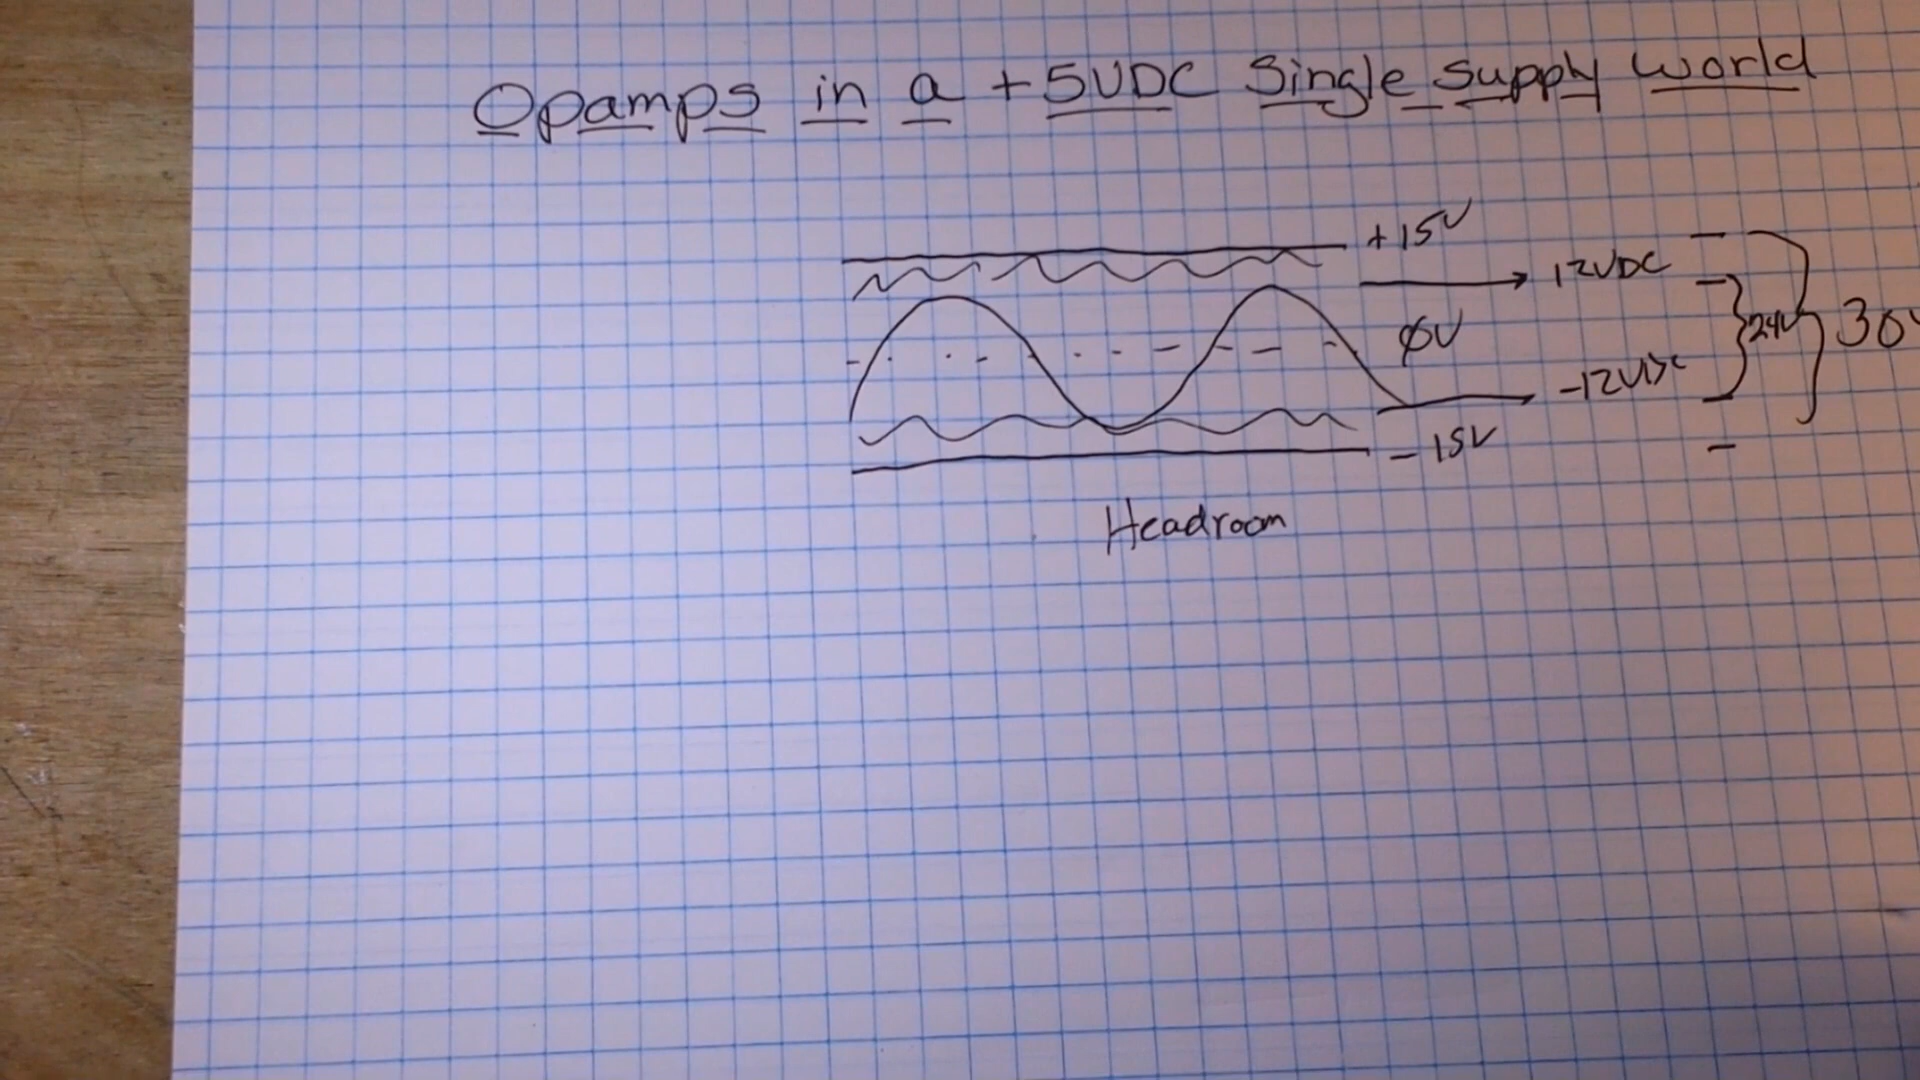 Opamps in a +5VDC Single Supply World
+15V
12VDC
ØV
24V
30V
-12VDC
-15V
Headroom